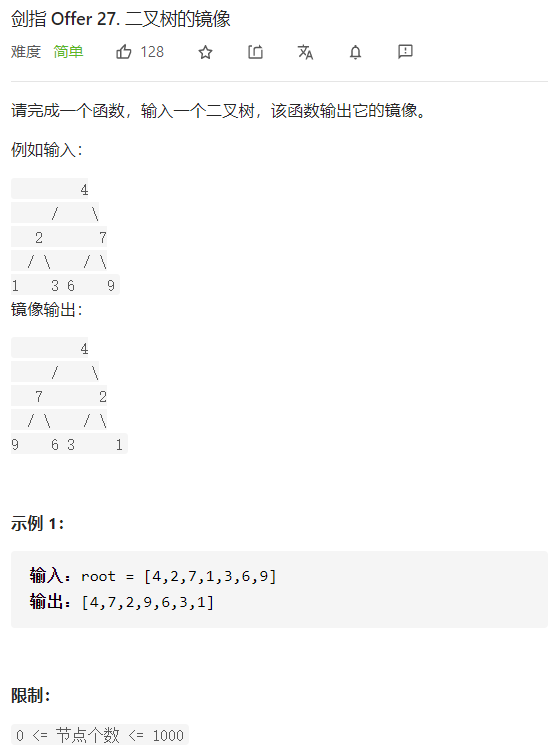 剑指 Offer 27. 二叉树的镜像
难度 简单 128
请完成一个函数，输入一个二叉树，该函数输出它的镜像。
例如输入：
4
/ \
2 7
/ \ / \
1 3 6 9
镜像输出：
4
/ \
7 2
/ \ / \
9 6 3 1
示例 1：
输入：root = [4,2,7,1,3,6,9]
输出：[4,7,2,9,6,3,1]
限制：
0 <= 节点个数 <= 1000